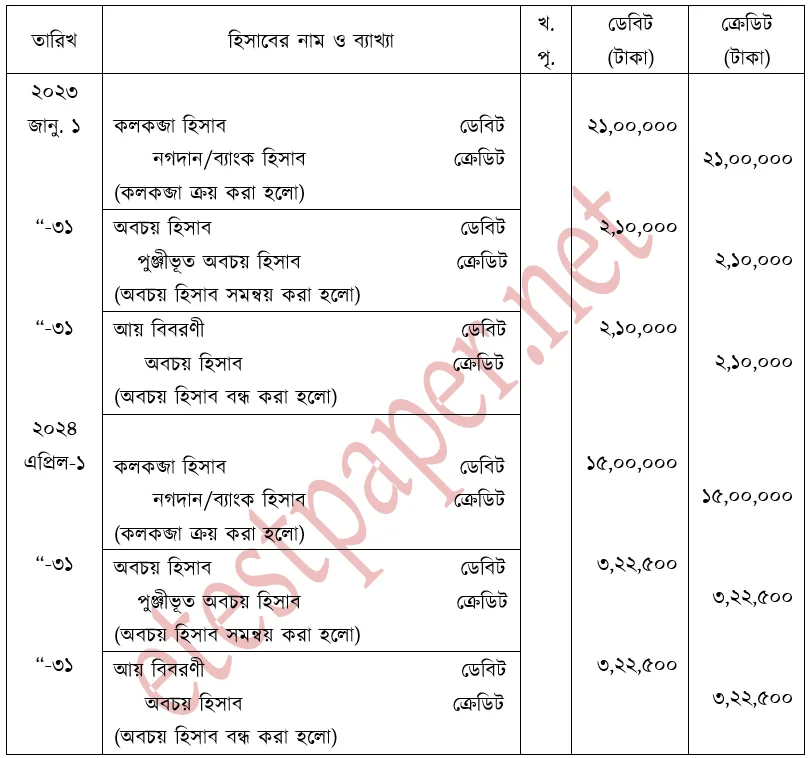 তারিখ হিসাবের নাম ও ব্যাখ্যা খ. পৃ. ডেবিট (টাকা) ক্রেডিট (টাকা)
২০২৩
জানু. ১ কলকব্জা হিসাব ডেবিট ২১,০০,০০০
নগদান/ব্যাংক হিসাব ক্রেডিট ২১,০০,০০০
(কলকব্জা ক্রয় করা হলো)
“-৩১ অবচয় হিসাব ডেবিট ২,১০,০০০
পুঞ্জীভূত অবচয় হিসাব ক্রেডিট ২,১০,০০০
(অবচয় হিসাব সমন্বয় করা হলো)
“-৩১ আয় বিবরণী ডেবিট ২,১০,০০০
অবচয় হিসাব ক্রেডিট ২,১০,০০০
(অবচয় হিসাব বন্ধ করা হলো)
২০২৪
এপ্রিল-১ কলকব্জা হিসাব ডেবিট ১৫,০০,০০০
নগদান/ব্যাংক হিসাব ক্রেডিট ১৫,০০,০০০
(কলকব্জা ক্রয় করা হলো)
“-৩১ অবচয় হিসাব ডেবিট ৩,২২,৫০০
পুঞ্জীভূত অবচয় হিসাব ক্রেডিট ৩,২২,৫০০
(অবচয় হিসাব সমন্বয় করা হলো)
“-৩১ আয় বিবরণী ডেবিট ৩,২২,৫০০
অবচয় হিসাব ক্রেডিট ৩,২২,৫০০
(অবচয় হিসাব বন্ধ করা হলো)
etestpaper.net